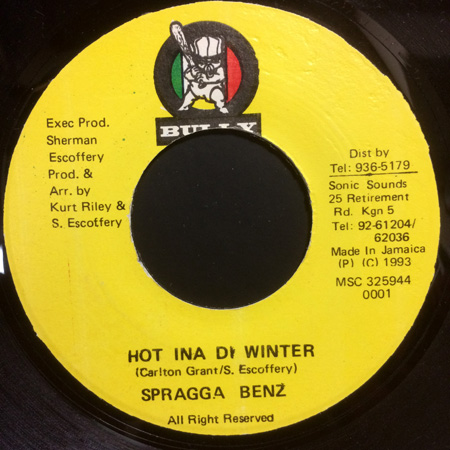 BULLY
Exec Prod.
Sherman
Escoffery
Prod. &
Arr. by
Kurt Riley &
S. Escoffery
Dist by
Tel: 936-5179
Sonic Sounds
25 Retirement
Rd. Kgn 5
Tel: 92-61204/
62036
Made In Jamaica
(P) (C) 1993
MSC 325944
0001
HOT INA DI WINTER
(Carlton Grant/S. Escoffery)
SPRAGGA BENZ
All Right Reserved